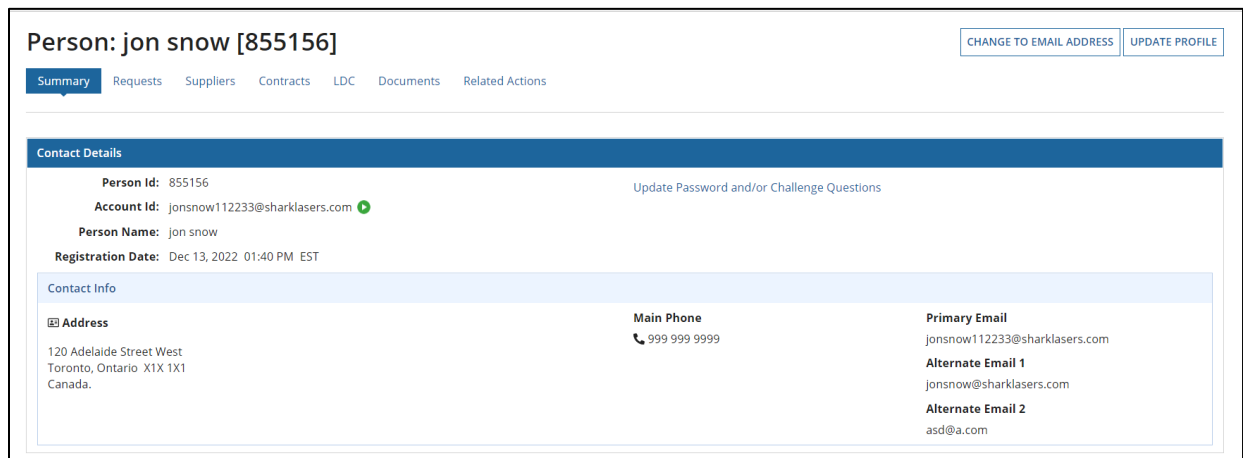 Person: jon snow [855156]
CHANGE TO EMAIL ADDRESS
UPDATE PROFILE
Summary Requests Suppliers Contracts LDC Documents Related Actions
Contact Details
Person Id: 855156
Update Password and/or Challenge Questions
Account Id: jonsnow112233@sharklasers.com
Person Name: jon snow
Registration Date: Dec 13, 2022 01:40 PM EST
Contact Info
Address
120 Adelaide Street West
Toronto, Ontario X1X 1X1
Canada.
Main Phone
999 999 9999
Primary Email
jonsnow112233@sharklasers.com
Alternate Email 1
jonsnow@sharklasers.com
Alternate Email 2
asd@a.com